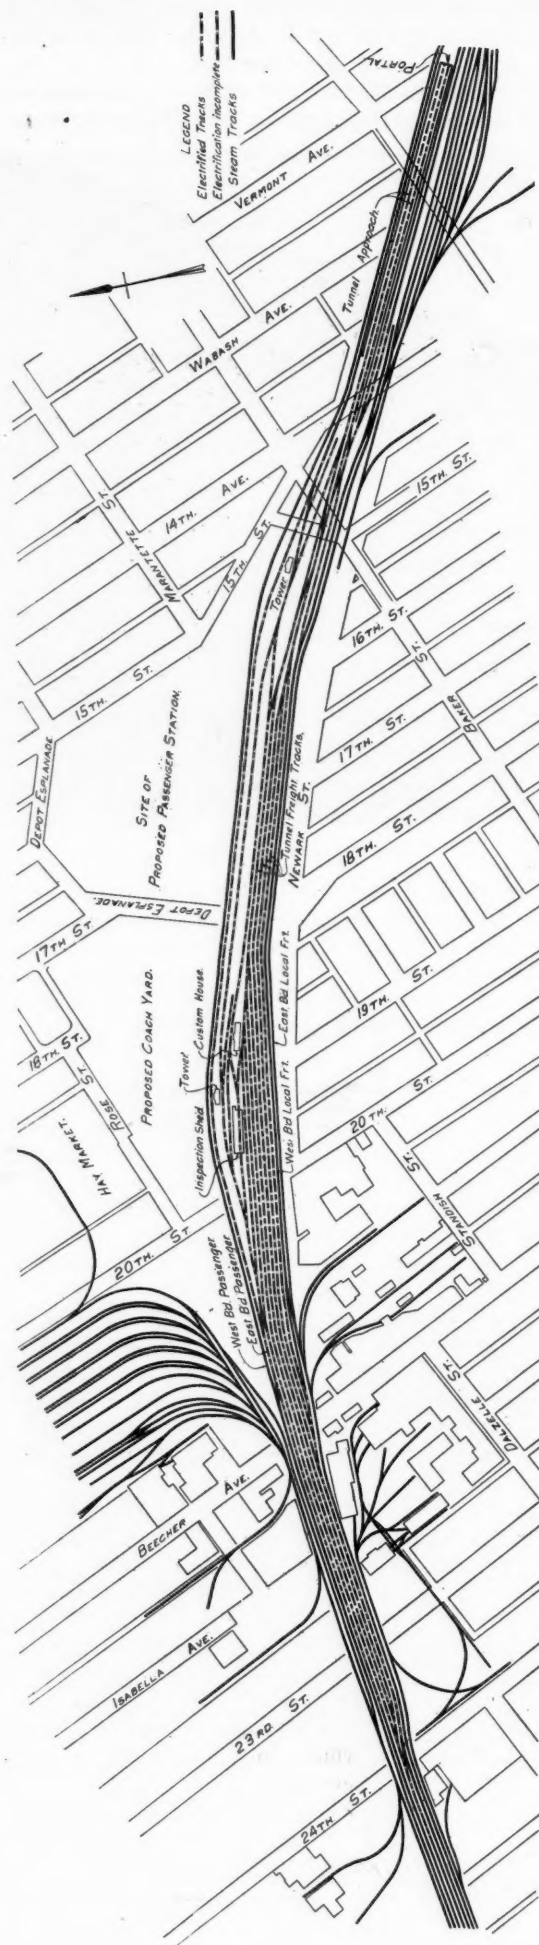 LEGEND
Electrified Tracks
Electrification incomplete
Steam Tracks
PORTAL
VERMONT AVE.
Tunnel Approach
WABASH AVE.
MARANTETTE ST.
14TH. AVE.
15TH. ST.
15TH. ST.
15TH. ST.
Tower
16TH. ST.
BAKER ST.
17TH. ST.
18TH. ST.
DEPOT ESPLANADE
SITE OF
PROPOSED PASSENGER STATION.
Tunnel Freight Tracks.
NEWARK ST.
DEPOT ESPLANADE.
17TH ST
18TH. ST.
ROSE ST
HAY MARKET.
PROPOSED COACH YARD.
Custom House.
Tower
Inspection Shed
East Bd Local Frt.
West Bd Local Frt.
19TH. ST.
20TH. ST.
STANDISH ST.
20TH. ST
West Bd Passenger
East Bd Passenger
DALZELLE ST.
BEECHER AVE.
ISABELLA AVE.
23RD. ST.
24TH ST.